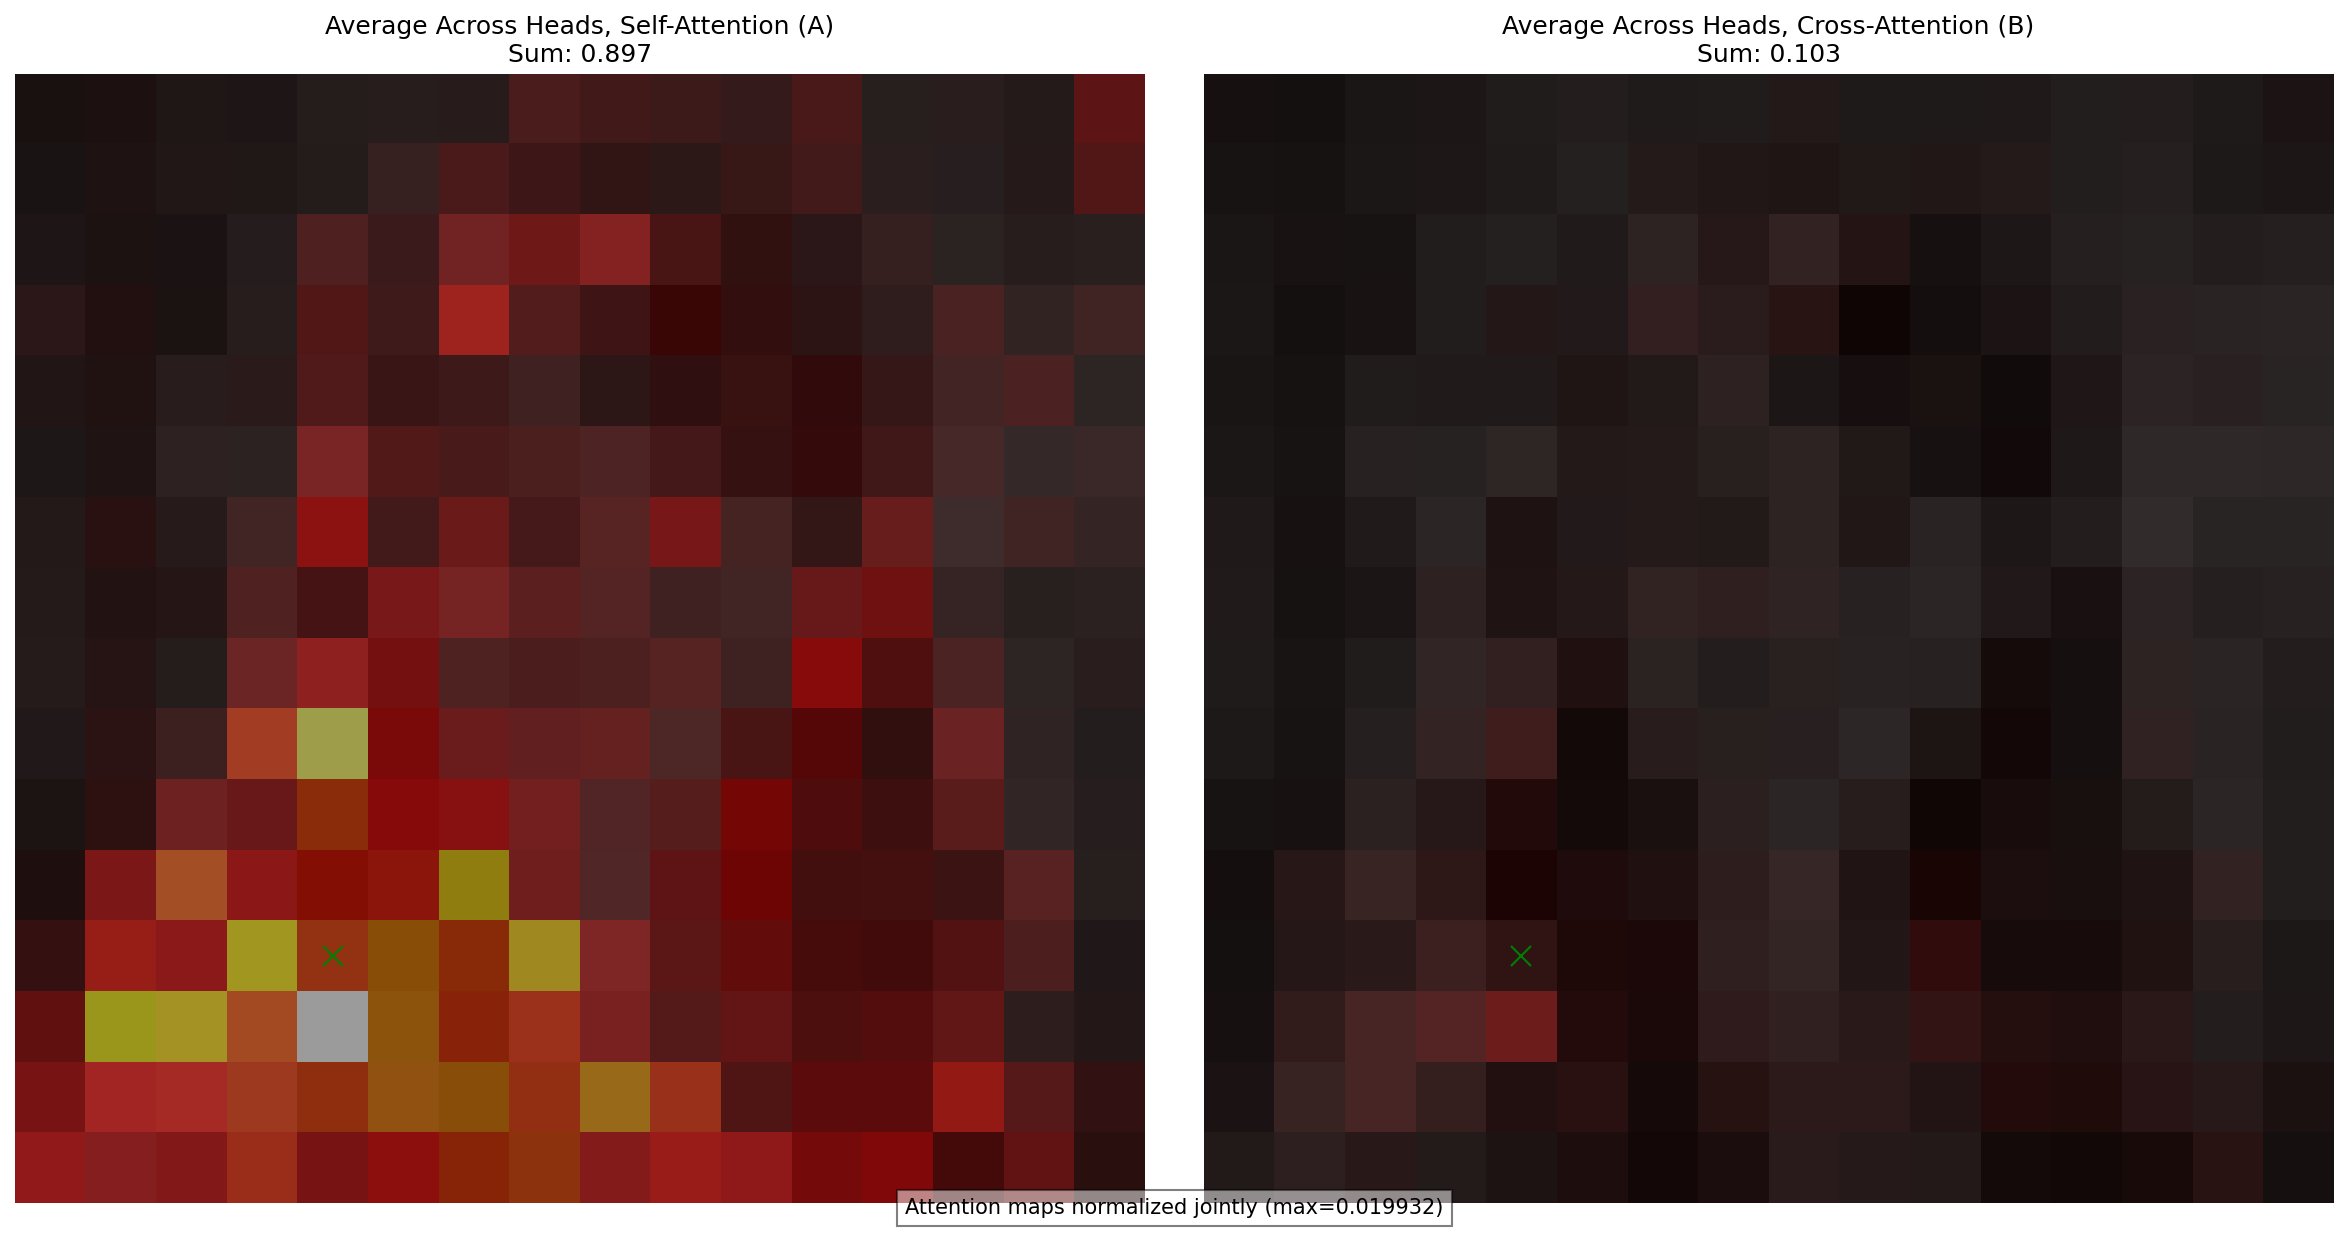 Average Across Heads, Self-Attention (A)
Sum: 0.897
Average Across Heads, Cross-Attention (B)
Sum: 0.103
Attention maps normalized jointly (max=0.019932)